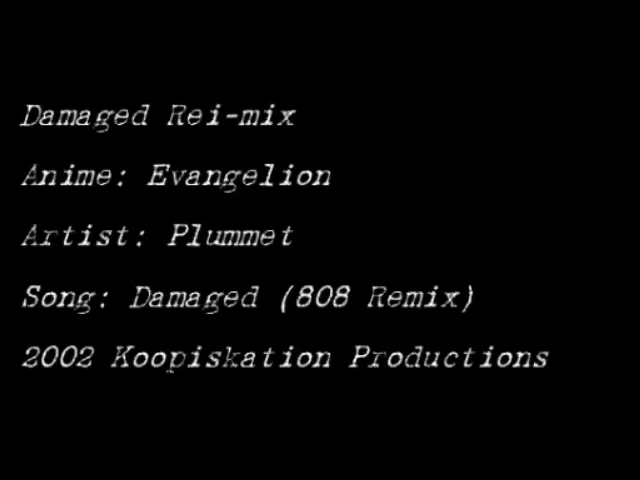 Damaged Rei-mix
Anime: Evangelion
Artist: Plummet
Song: Damaged (808 Remix)
2002 Koopiskation Productions